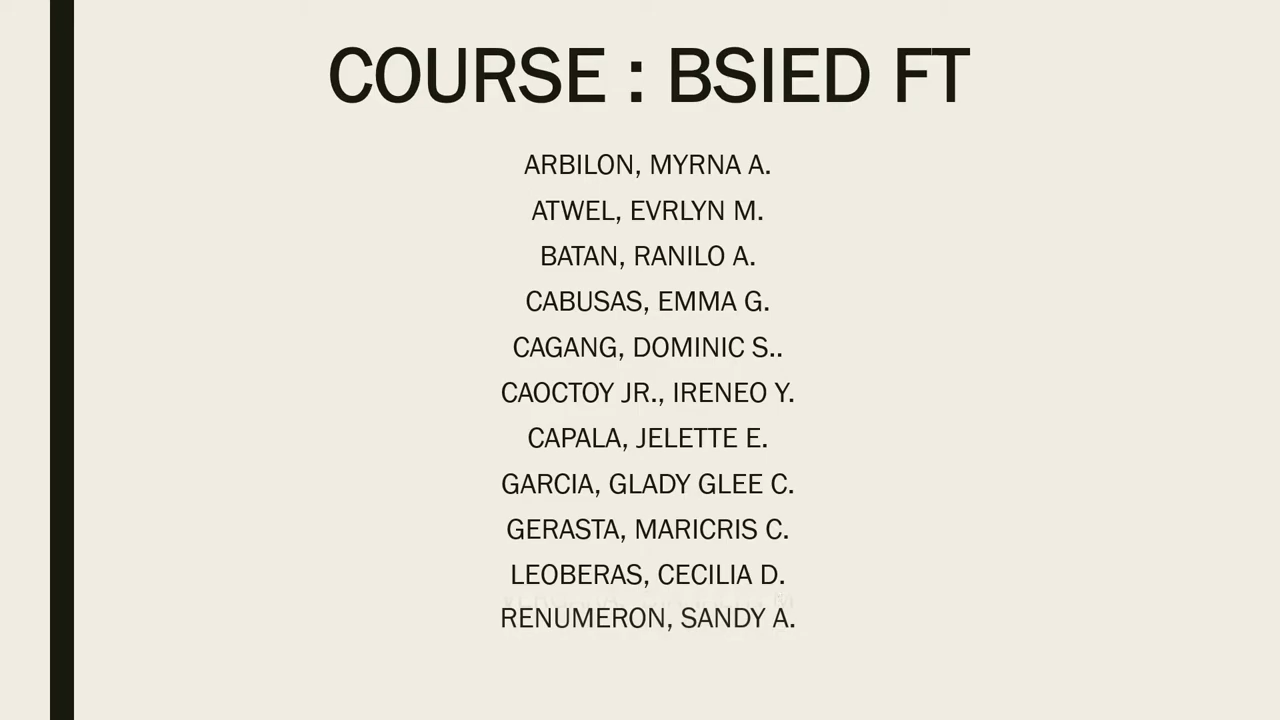 COURSE : BSIED FT
ARBILON, MYRNA A.
ATWEL, EVRLYN M.
BATAN, RANILO A.
CABUSAS, EMMA G.
CAGANG, DOMINIC S..
CAOCTOY JR., IRENEO Y.
CAPALA, JELETTE E.
GARCIA, GLADY GLEE C.
GERASTA, MARICRIS C.
LEOBERAS, CECILIA D.
RENUMERON, SANDY A.